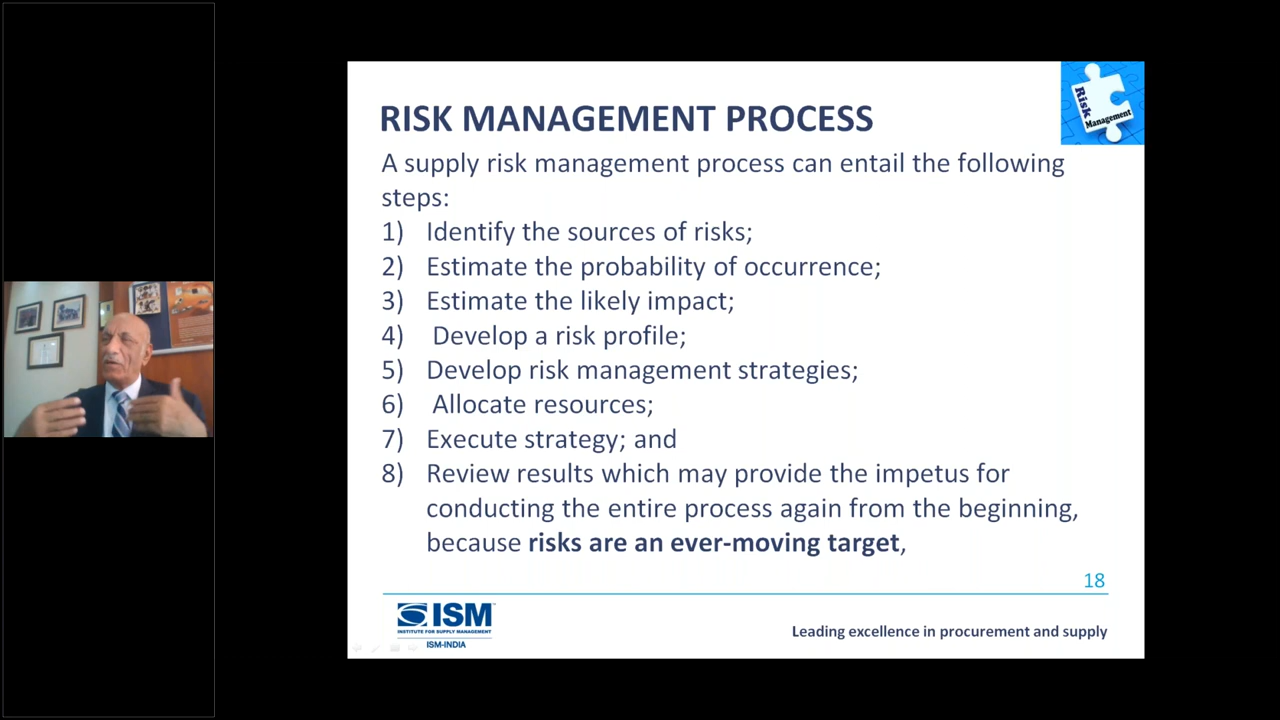 RISK MANAGEMENT PROCESS
Risk
Management
A supply risk management process can entail the following
steps:
1) Identify the sources of risks;
2) Estimate the probability of occurrence;
3) Estimate the likely impact;
4) Develop a risk profile;
5) Develop risk management strategies;
6) Allocate resources;
7) Execute strategy; and
8) Review results which may provide the impetus for
conducting the entire process again from the beginning,
because risks are an ever-moving target,
18
ISM
INSTITUTE FOR SUPPLY MANAGEMENT
ISM-INDIA
Leading excellence in procurement and supply